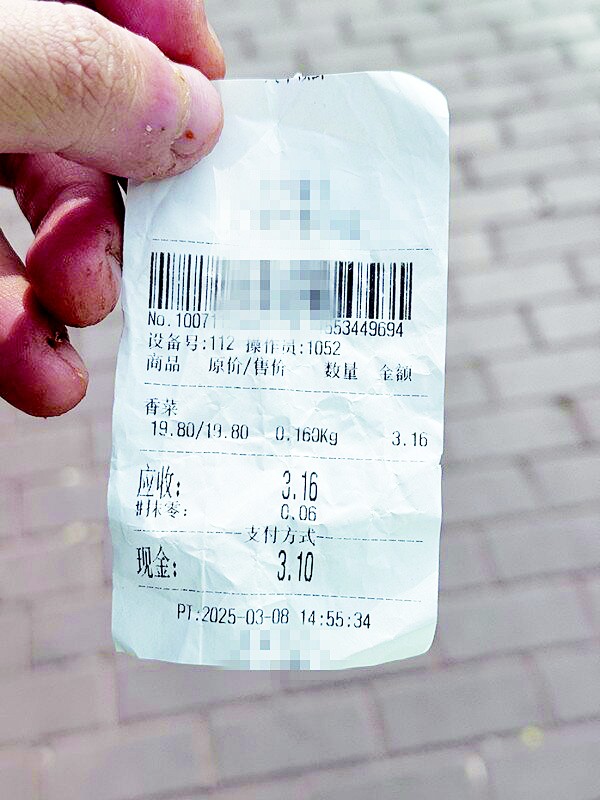 No.10071 553449694
设备号:112 操作员:1052
商品 原价/售价 数量 金额
香菜
19.80/19.80 0.160Kg 3.16
应收: 3.16
抹零: 0.06
支付方式
现金: 3.10
PT:2025-03-08 14:55:34